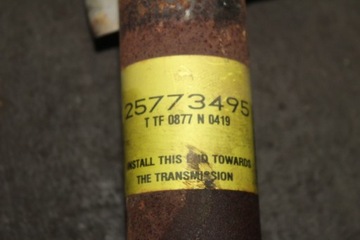 25773495
T TF 0877 N 0419
INSTALL THIS END TOWARDS
THE TRANSMISSION